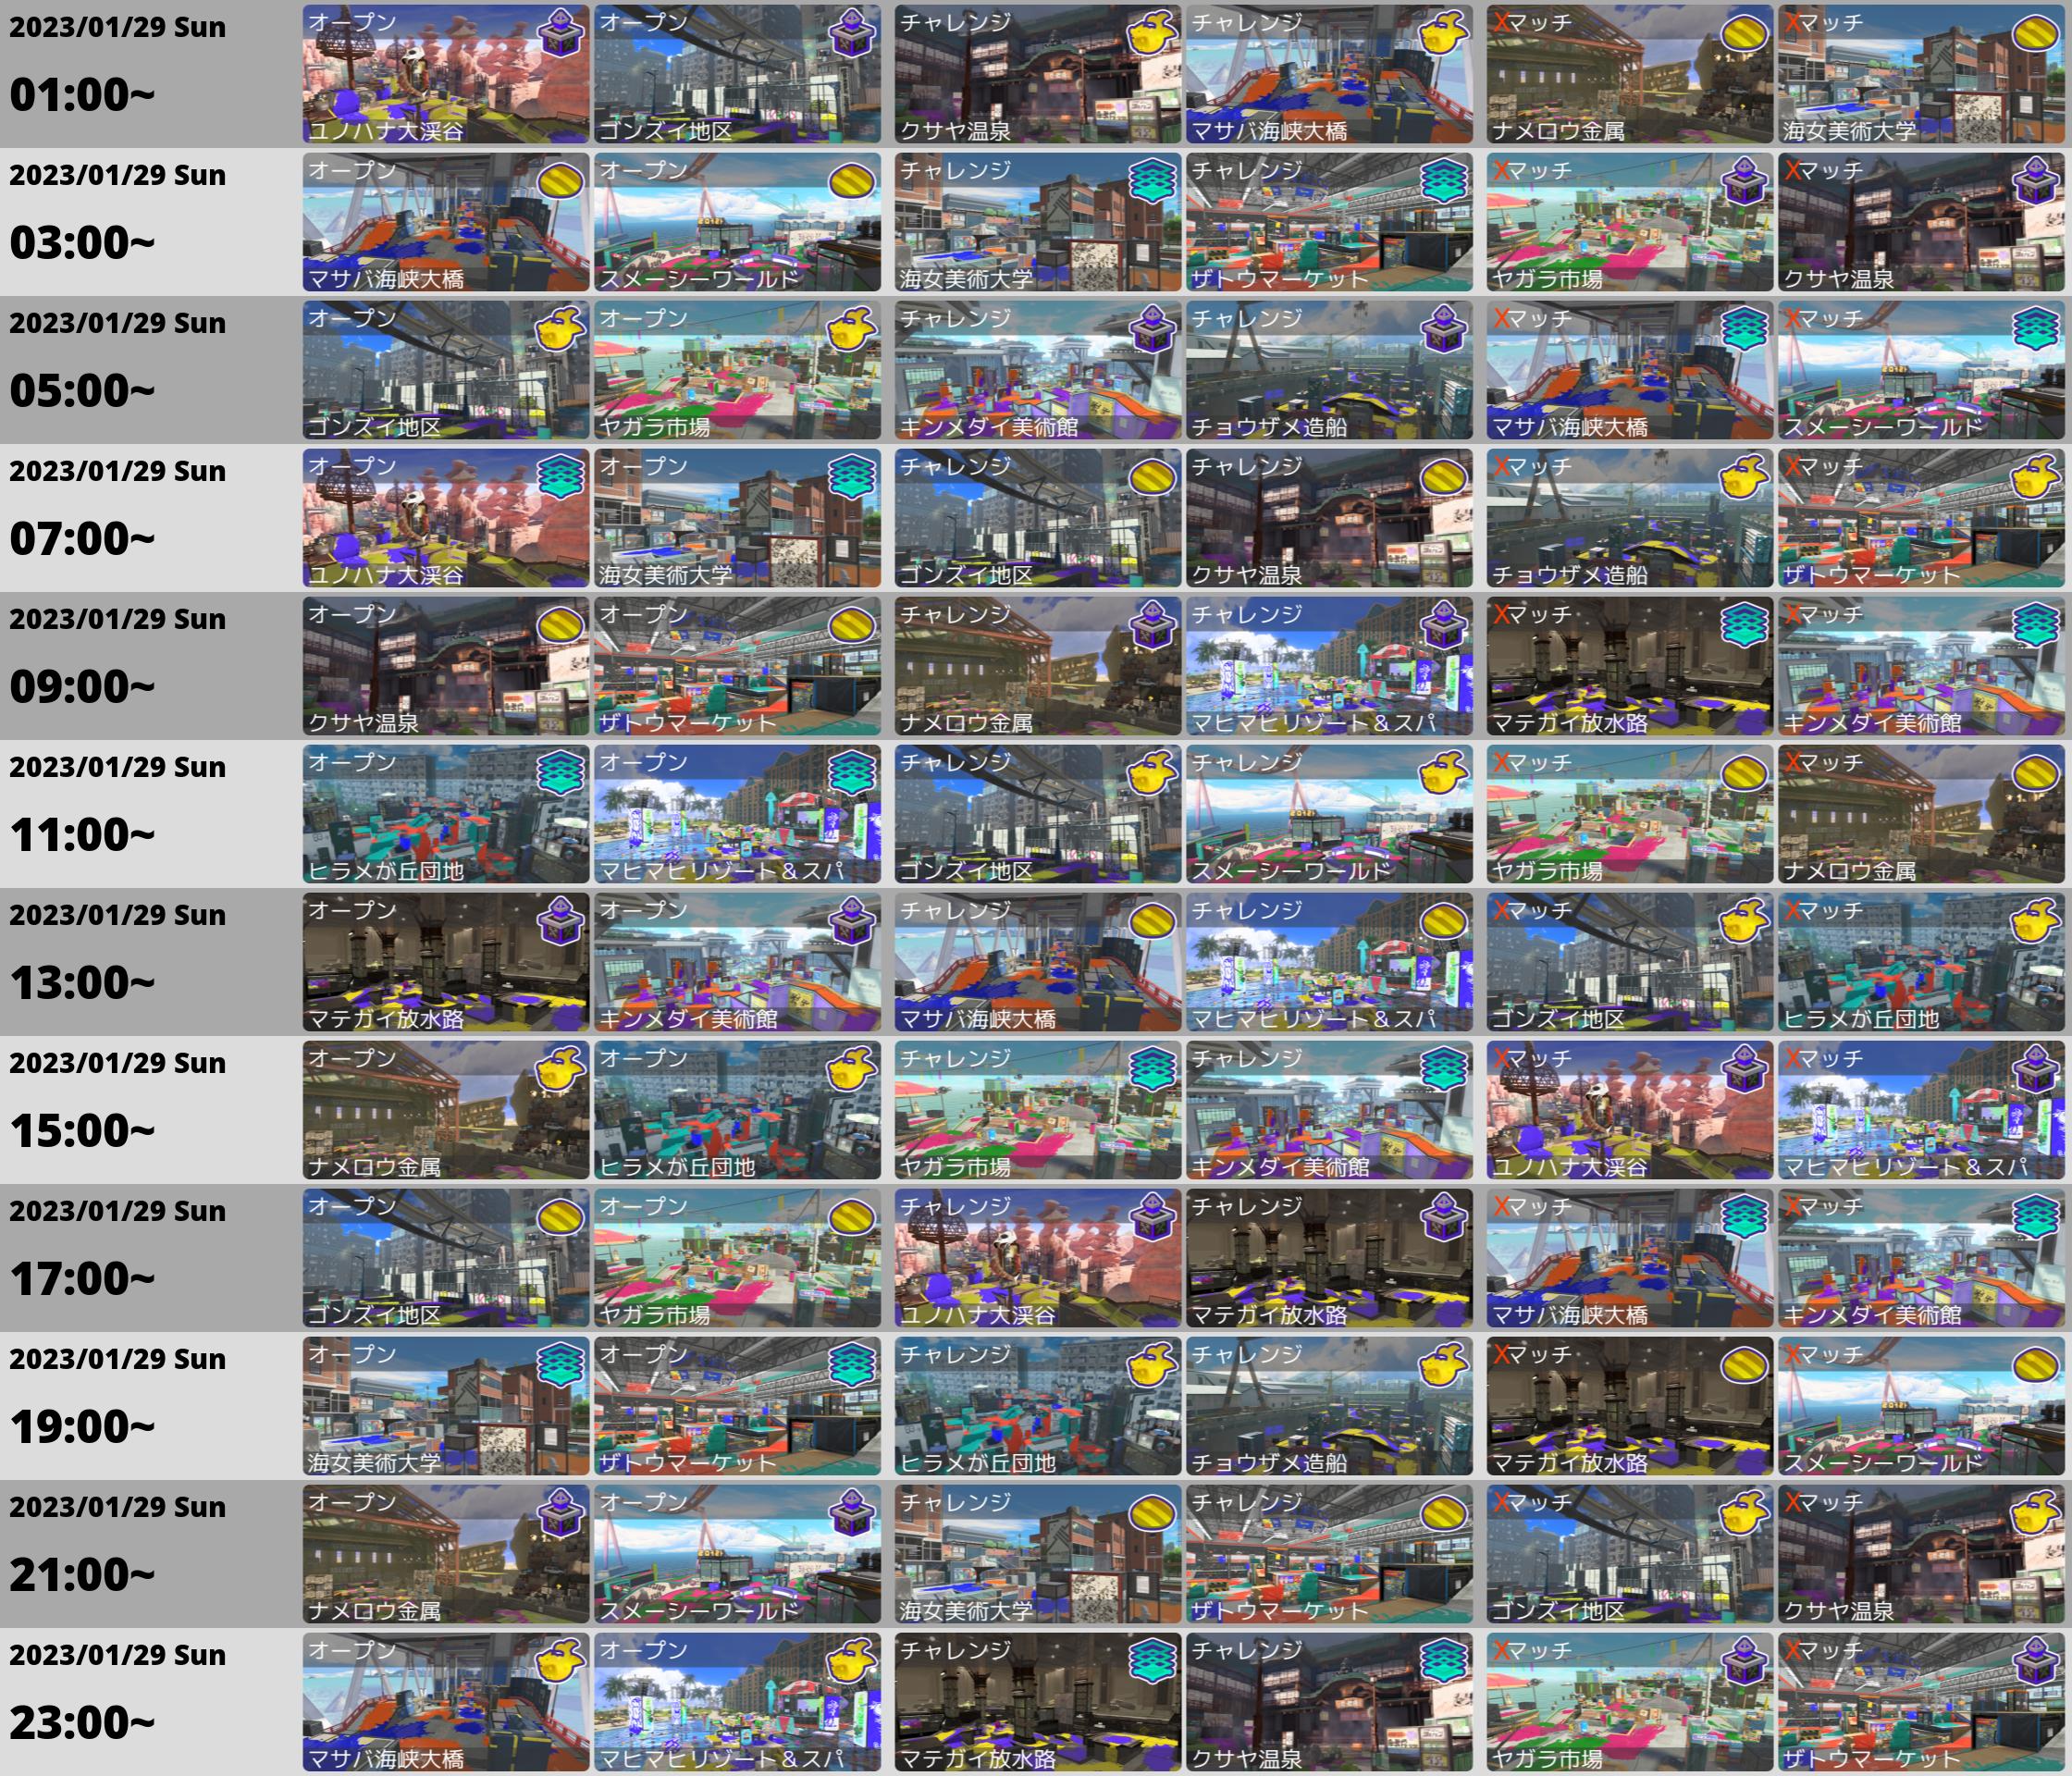 2023/01/29 Sun
01:00~
オープン
ユノハナ大渓谷
オープン
ゴンズイ地区
チャレンジ
クサヤ温泉
チャレンジ
マサバ海峡大橋
Xマッチ
ナメロウ金属
Xマッチ
海女美術大学
2023/01/29 Sun
03:00~
オープン
マサバ海峡大橋
オープン
スメーシーワールド
チャレンジ
海女美術大学
チャレンジ
ザトウマーケット
Xマッチ
ヤガラ市場
Xマッチ
クサヤ温泉
2023/01/29 Sun
05:00~
オープン
ゴンズイ地区
オープン
ヤガラ市場
チャレンジ
キンメダイ美術館
チャレンジ
チョウザメ造船
Xマッチ
マサバ海峡大橋
Xマッチ
スメーシーワールド
2023/01/29 Sun
07:00~
オープン
ユノハナ大渓谷
オープン
海女美術大学
チャレンジ
ゴンズイ地区
チャレンジ
クサヤ温泉
Xマッチ
チョウザメ造船
Xマッチ
ザトウマーケット
2023/01/29 Sun
09:00~
オープン
クサヤ温泉
オープン
ザトウマーケット
チャレンジ
ナメロウ金属
チャレンジ
マヒマヒリゾート＆スパ
Xマッチ
マテガイ放水路
Xマッチ
キンメダイ美術館
2023/01/29 Sun
11:00~
オープン
ヒラメが丘団地
オープン
マヒマヒリゾート＆スパ
チャレンジ
ゴンズイ地区
チャレンジ
スメーシーワールド
Xマッチ
ヤガラ市場
Xマッチ
ナメロウ金属
2023/01/29 Sun
13:00~
オープン
マテガイ放水路
オープン
キンメダイ美術館
チャレンジ
マサバ海峡大橋
チャレンジ
マヒマヒリゾート＆スパ
Xマッチ
ゴンズイ地区
Xマッチ
ヒラメが丘団地
2023/01/29 Sun
15:00~
オープン
ナメロウ金属
オープン
ヒラメが丘団地
チャレンジ
ヤガラ市場
チャレンジ
キンメダイ美術館
Xマッチ
ユノハナ大渓谷
Xマッチ
マヒマヒリゾート＆スパ
2023/01/29 Sun
17:00~
オープン
ゴンズイ地区
オープン
ヤガラ市場
チャレンジ
ユノハナ大渓谷
チャレンジ
マテガイ放水路
Xマッチ
マサバ海峡大橋
Xマッチ
キンメダイ美術館
2023/01/29 Sun
19:00~
オープン
海女美術大学
オープン
ザトウマーケット
チャレンジ
ヒラメが丘団地
チャレンジ
チョウザメ造船
Xマッチ
マテガイ放水路
Xマッチ
スメーシーワールド
2023/01/29 Sun
21:00~
オープン
ナメロウ金属
オープン
スメーシーワールド
チャレンジ
海女美術大学
チャレンジ
ザトウマーケット
Xマッチ
ゴンズイ地区
Xマッチ
クサヤ温泉
2023/01/29 Sun
23:00~
オープン
マサバ海峡大橋
オープン
マヒマヒリゾート＆スパ
チャレンジ
マテガイ放水路
チャレンジ
クサヤ温泉
Xマッチ
ヤガラ市場
Xマッチ
ザトウマーケット